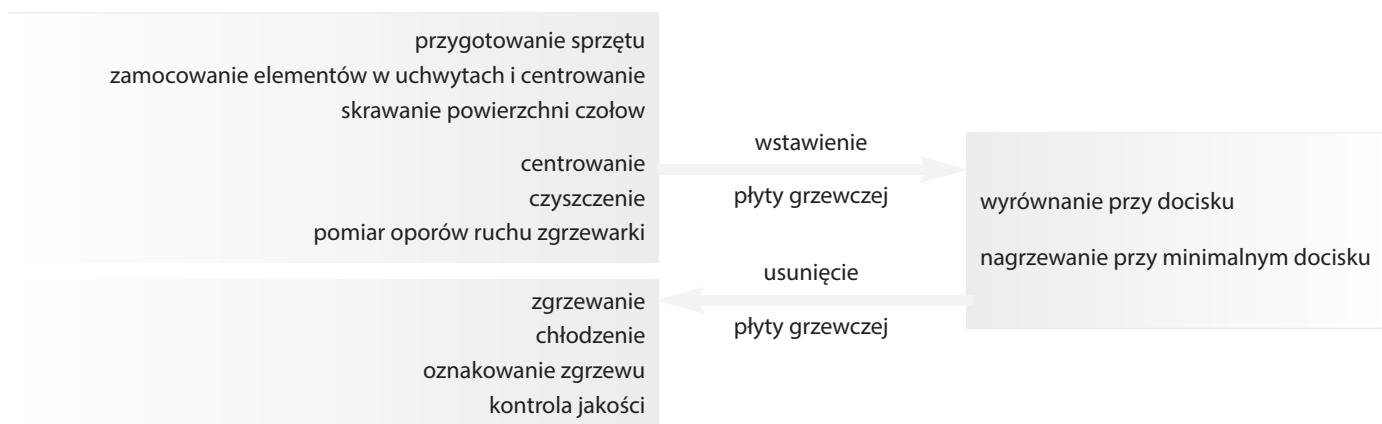 przygotowanie sprzętu
zamocowanie elementów w uchwytach i centrowanie
skrawanie powierzchni czołow
centrowanie
czyszczenie
pomiar oporów ruchu zgrzewarki
wstawienie
płyty grzewczej
wyrównanie przy docisku
nagrzewanie przy minimalnym docisku
usunięcie
płyty grzewczej
zgrzewanie
chłodzenie
oznakowanie zgrzewu
kontrola jakości